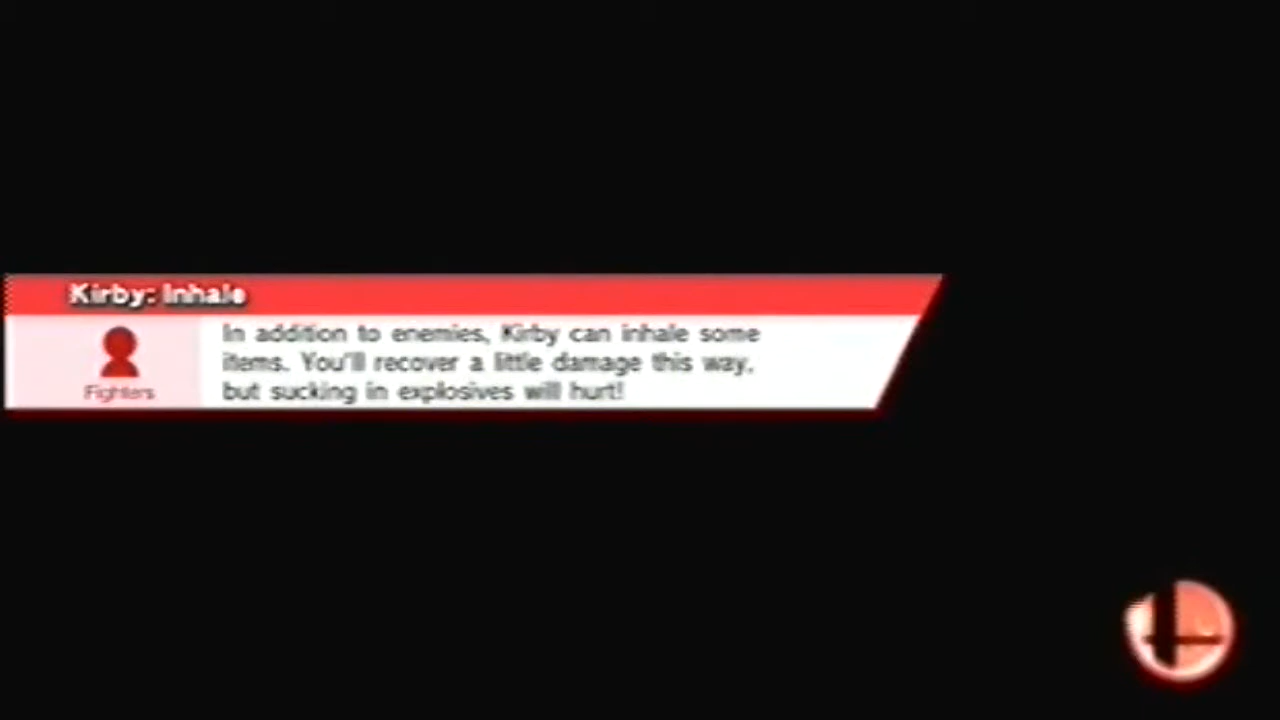 Kirby: Inhale
In addition to enemies, Kirby can inhale some
items. You'll recover a little damage this way,
but sucking in explosives will hurt!
Fighters